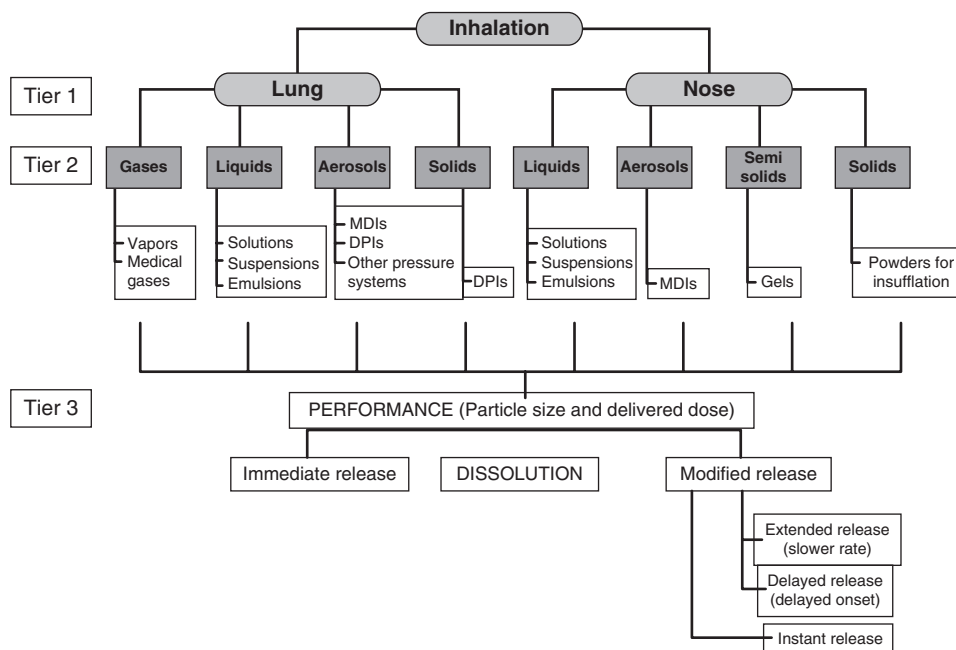 Inhalation
Tier 1
Lung
Nose
Tier 2
Gases
Liquids
Aerosols
Solids
Liquids
Aerosols
Semi
solids
Solids
Vapors
Medical
gases
Solutions
Suspensions
Emulsions
MDIs
DPIs
Other pressure
systems
DPIs
Solutions
Suspensions
Emulsions
MDIs
Gels
Powders for
insufflation
Tier 3
PERFORMANCE (Particle size and delivered dose)
Immediate release
DISSOLUTION
Modified release
Extended release
(slower rate)
Delayed release
(delayed onset)
Instant release